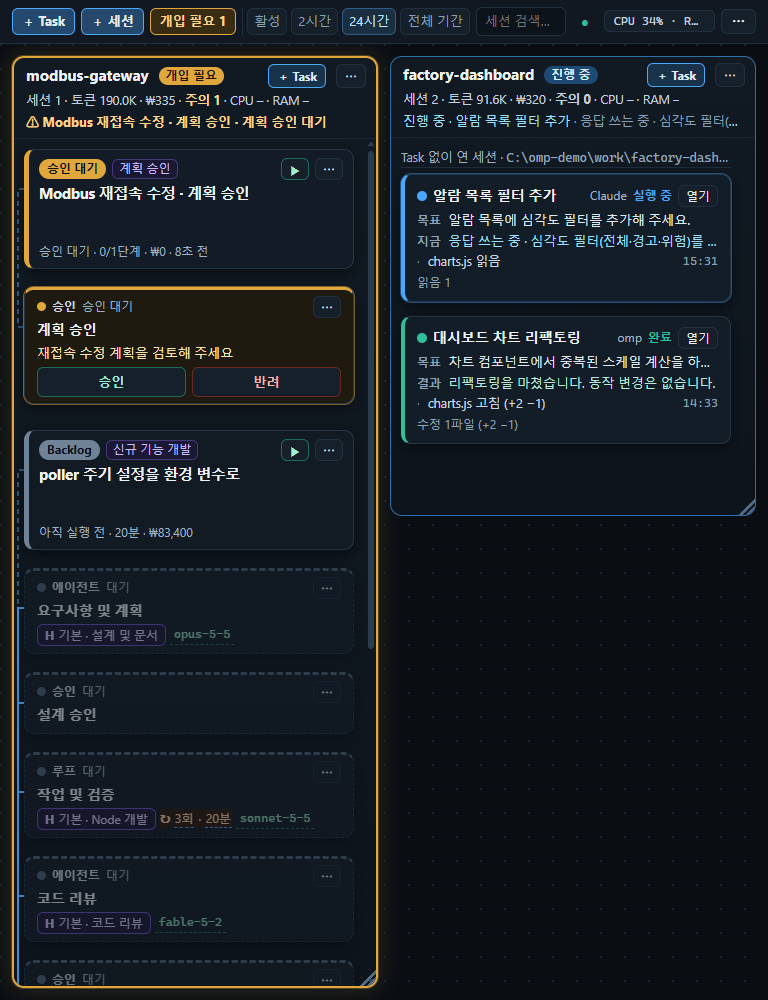 + Task
+ 세션
개입 필요 1
활성
2시간
24시간
전체 기간
세션 검색...
CPU 34% · R...
modbus-gateway 개입 필요
+ Task
세션 1 · 토큰 190.0K · ₩335 · 주의 1 · CPU – · RAM –
⚠ Modbus 재접속 수정 · 계획 승인 · 계획 승인 대기
승인 대기 계획 승인
Modbus 재접속 수정 · 계획 승인
승인 대기 · 0/1단계 · ₩0 · 8초 전
승인 승인 대기
계획 승인
재접속 수정 계획을 검토해 주세요
승인
반려
Backlog 신규 기능 개발
poller 주기 설정을 환경 변수로
아직 실행 전 · 20분 · ₩83,400
에이전트 대기
요구사항 및 계획
H 기본 · 설계 및 문서 opus-5-5
승인 대기
설계 승인
루프 대기
작업 및 검증
H 기본 · Node 개발 ↻ 3회 · 20분 sonnet-5-5
에이전트 대기
코드 리뷰
H 기본 · 코드 리뷰 fable-5-2
승인 대기
factory-dashboard 진행 중
+ Task
세션 2 · 토큰 91.6K · ₩320 · 주의 0 · CPU – · RAM –
진행 중 · 알람 목록 필터 추가 · 응답 쓰는 중 · 심각도 필터(...
Task 없이 연 세션 · C:\omp-demo\work\factory-dash...
알람 목록 필터 추가 Claude 실행 중 열기
목표 알람 목록에 심각도 필터를 추가해 주세요.
지금 응답 쓰는 중 · 심각도 필터(전체·경고·위험)를 ...
· charts.js 읽음 15:31
읽음 1
대시보드 차트 리팩토링 omp 완료 열기
목표 차트 컴포넌트에서 중복된 스케일 계산을 하...
결과 리팩토링을 마쳤습니다. 동작 변경은 없습니다.
· charts.js 고침 (+2 −1) 14:33
수정 1파일 (+2 −1)